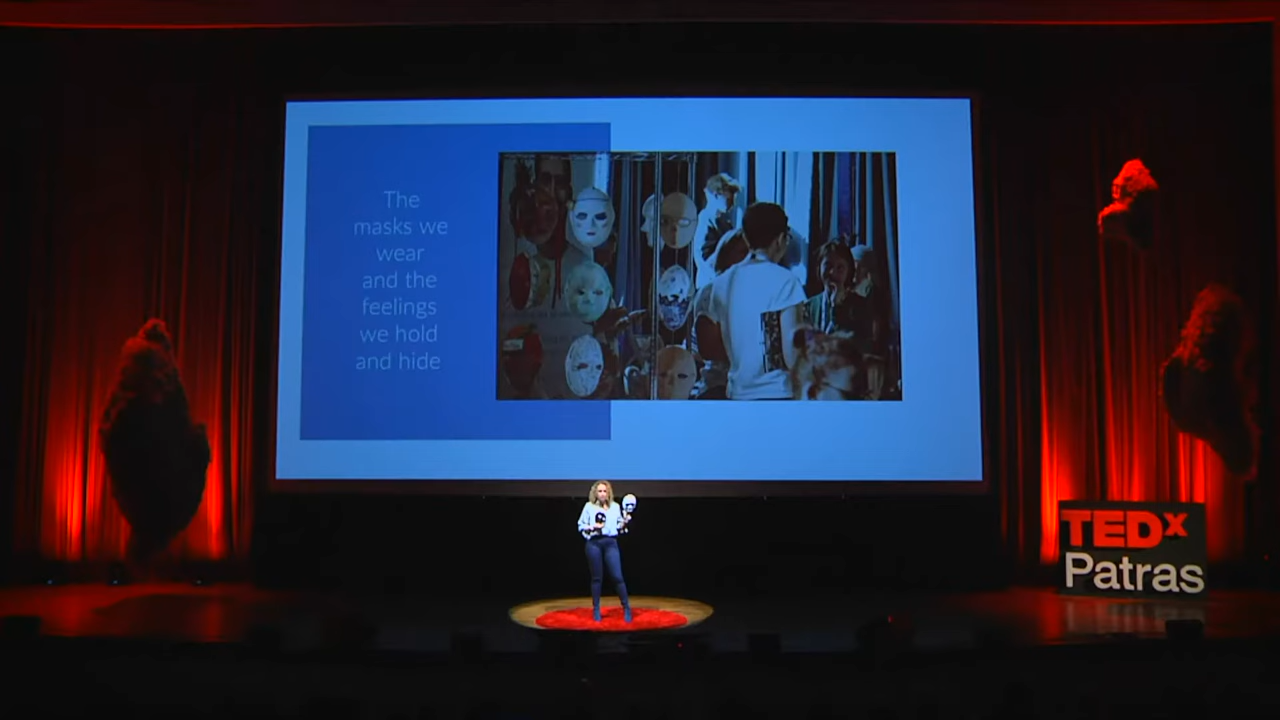 The
masks we
wear
and the
feelings
we hold
and hide
TEDx
Patras